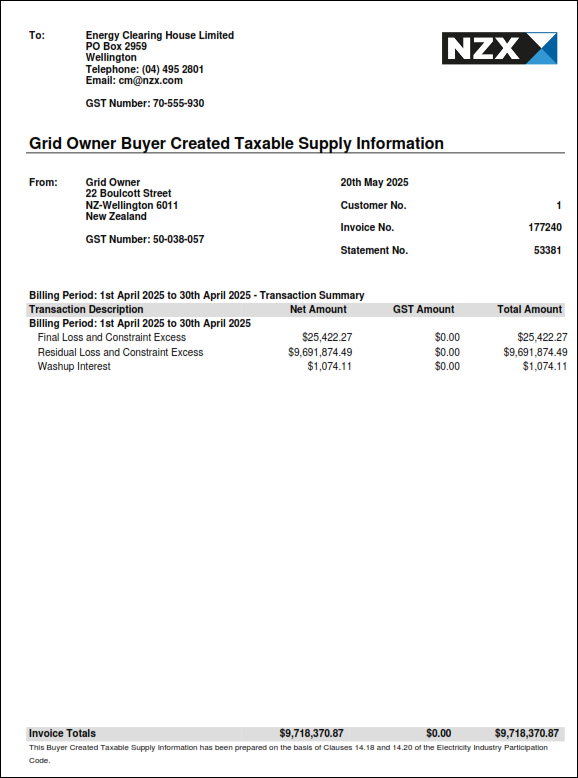 To: Energy Clearing House Limited
PO Box 2959
Wellington
Telephone: (04) 495 2801
Email: cm@nzx.com
GST Number: 70-555-930
NZX
Grid Owner Buyer Created Taxable Supply Information
From: Grid Owner
22 Boulcott Street
NZ-Wellington 6011
New Zealand
GST Number: 50-038-057
20th May 2025
Customer No. 1
Invoice No. 177240
Statement No. 53381
Billing Period: 1st April 2025 to 30th April 2025 - Transaction Summary
Transaction Description Net Amount GST Amount Total Amount
Billing Period: 1st April 2025 to 30th April 2025
Final Loss and Constraint Excess $25,422.27 $0.00 $25,422.27
Residual Loss and Constraint Excess $9,691,874.49 $0.00 $9,691,874.49
Washup Interest $1,074.11 $0.00 $1,074.11
Invoice Totals $9,718,370.87 $0.00 $9,718,370.87
This Buyer Created Taxable Supply Information has been prepared on the basis of Clauses 14.18 and 14.20 of the Electricity Industry Participation
Code.